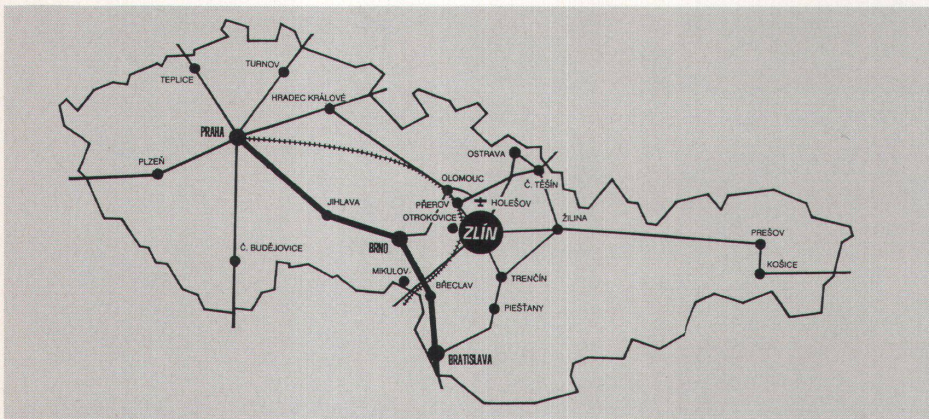 TURNOV
TEPLICE
HRADEC KRÁLOVÉ
PRAHA
OSTRAVA
PLZEŇ
OLOMOUC
Č. TĚŠÍN
PŘEROV
HOLEŠOV
JIHLAVA
OTROKOVICE
ŽILINA
ZLÍN
BRNO
PREŠOV
Č. BUDĚJOVICE
KOŠICE
MIKULOV
TRENČÍN
BŘECLAV
PIEŠŤANY
BRATISLAVA